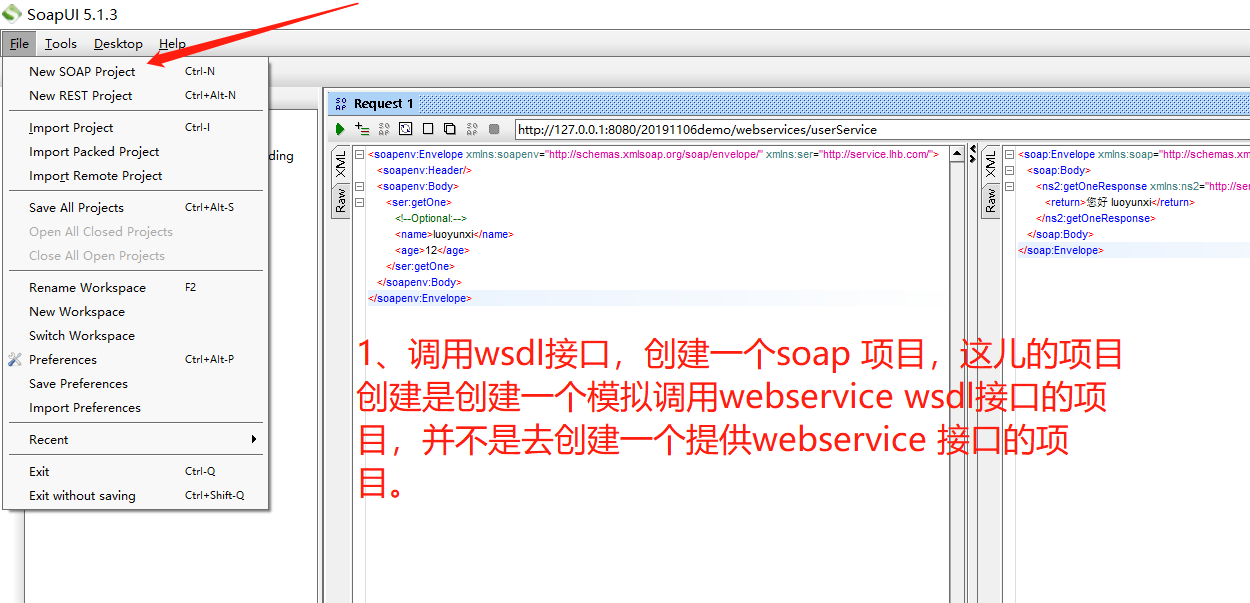 SoapUI 5.1.3
File Tools Desktop Help
New SOAP Project Ctrl-N
New REST Project Ctrl+Alt-N
Import Project Ctrl-I
Import Packed Project
Import Remote Project
Save All Projects Ctrl+Alt-S
Open All Closed Projects
Close All Open Projects
Rename Workspace F2
New Workspace
Switch Workspace
Preferences Ctrl+Alt-P
Save Preferences
Import Preferences
Recent
Exit Ctrl-Q
Exit without saving Ctrl+Shift-Q
ding
SO AP Request 1
http://127.0.0.1:8080/20191106demo/webservices/userService
XML
Raw
<soapenv:Envelope xmlns:soapenv="http://schemas.xmlsoap.org/soap/envelope/" xmlns:ser="http://service.lhb.com/">
<soapenv:Header/>
<soapenv:Body>
<ser:getOne>
<!--Optional:-->
<name>luoyunxi</name>
<age>12</age>
</ser:getOne>
</soapenv:Body>
</soapenv:Envelope>
XML
Raw
<soap:Envelope xmlns:soap="http://schemas.xm
<soap:Body>
<ns2:getOneResponse xmlns:ns2="http://ser
<return>您好 luoyunxi</return>
</ns2:getOneResponse>
</soap:Body>
</soap:Envelope>
1、调用wsdl接口，创建一个soap 项目，这儿的项目
创建是创建一个模拟调用webservice wsdl接口的项
目，并不是去创建一个提供webservice 接口的项
目。